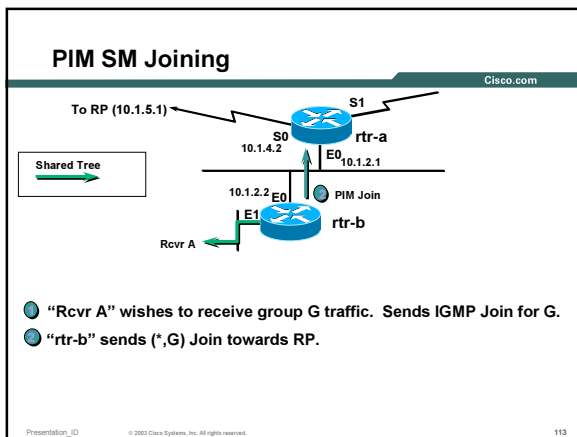 PIM SM Joining
Cisco.com
To RP (10.1.5.1)
S1
S0
rtr-a
10.1.4.2
E0
10.1.2.1
Shared Tree
10.1.2.2
E0
2
PIM Join
E1
rtr-b
Rcvr A
1 “Rcvr A” wishes to receive group G traffic. Sends IGMP Join for G.
2 “rtr-b” sends (*,G) Join towards RP.
Presentation_ID
© 2003 Cisco Systems, Inc. All rights reserved.
113